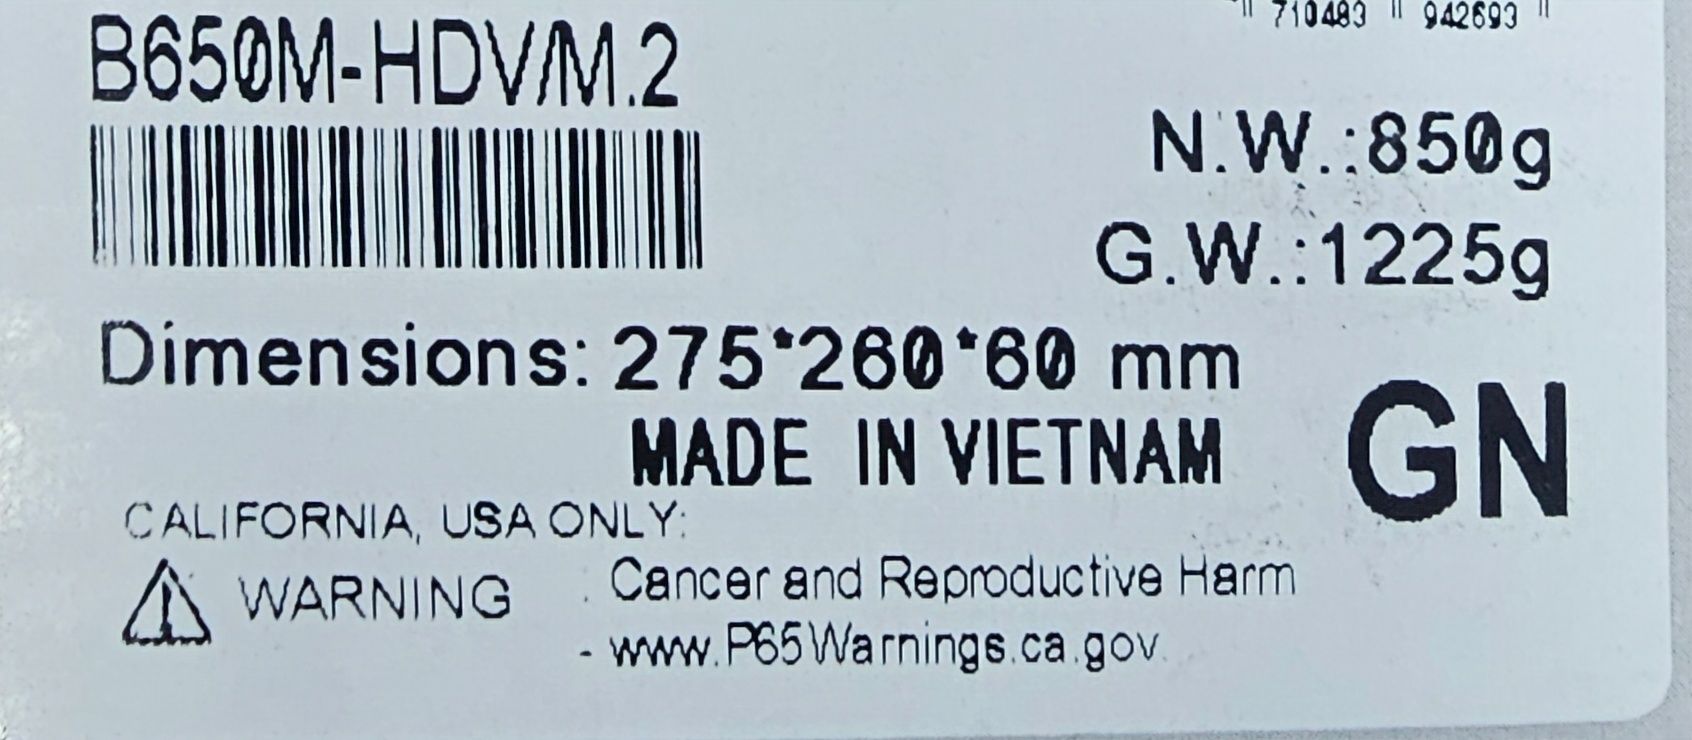 710483 942693
B650M-HDV/M.2
N.W.:850g
G.W.:1225g
Dimensions: 275*260*60 mm
MADE IN VIETNAM
GN
CALIFORNIA, USA ONLY:
WARNING : Cancer and Reproductive Harm
- www.P65Warnings.ca.gov